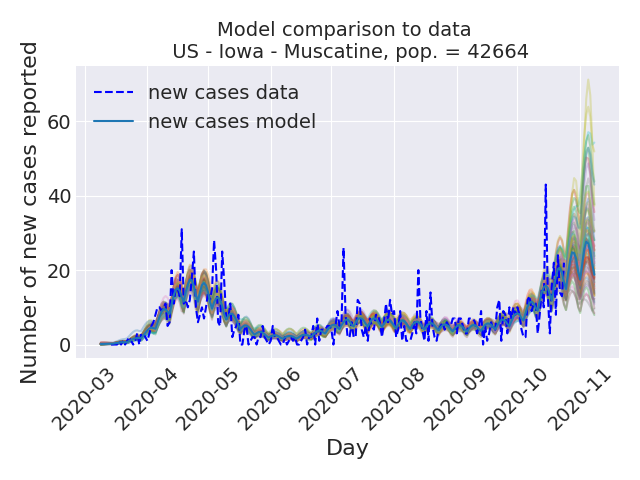 Model comparison to data
US - Iowa - Muscatine, pop. = 42664
new cases data
new cases model
Number of new cases reported
60
40
20
0
2020-03
2020-04
2020-05
2020-06
2020-07
2020-08
2020-09
2020-10
2020-11
Day